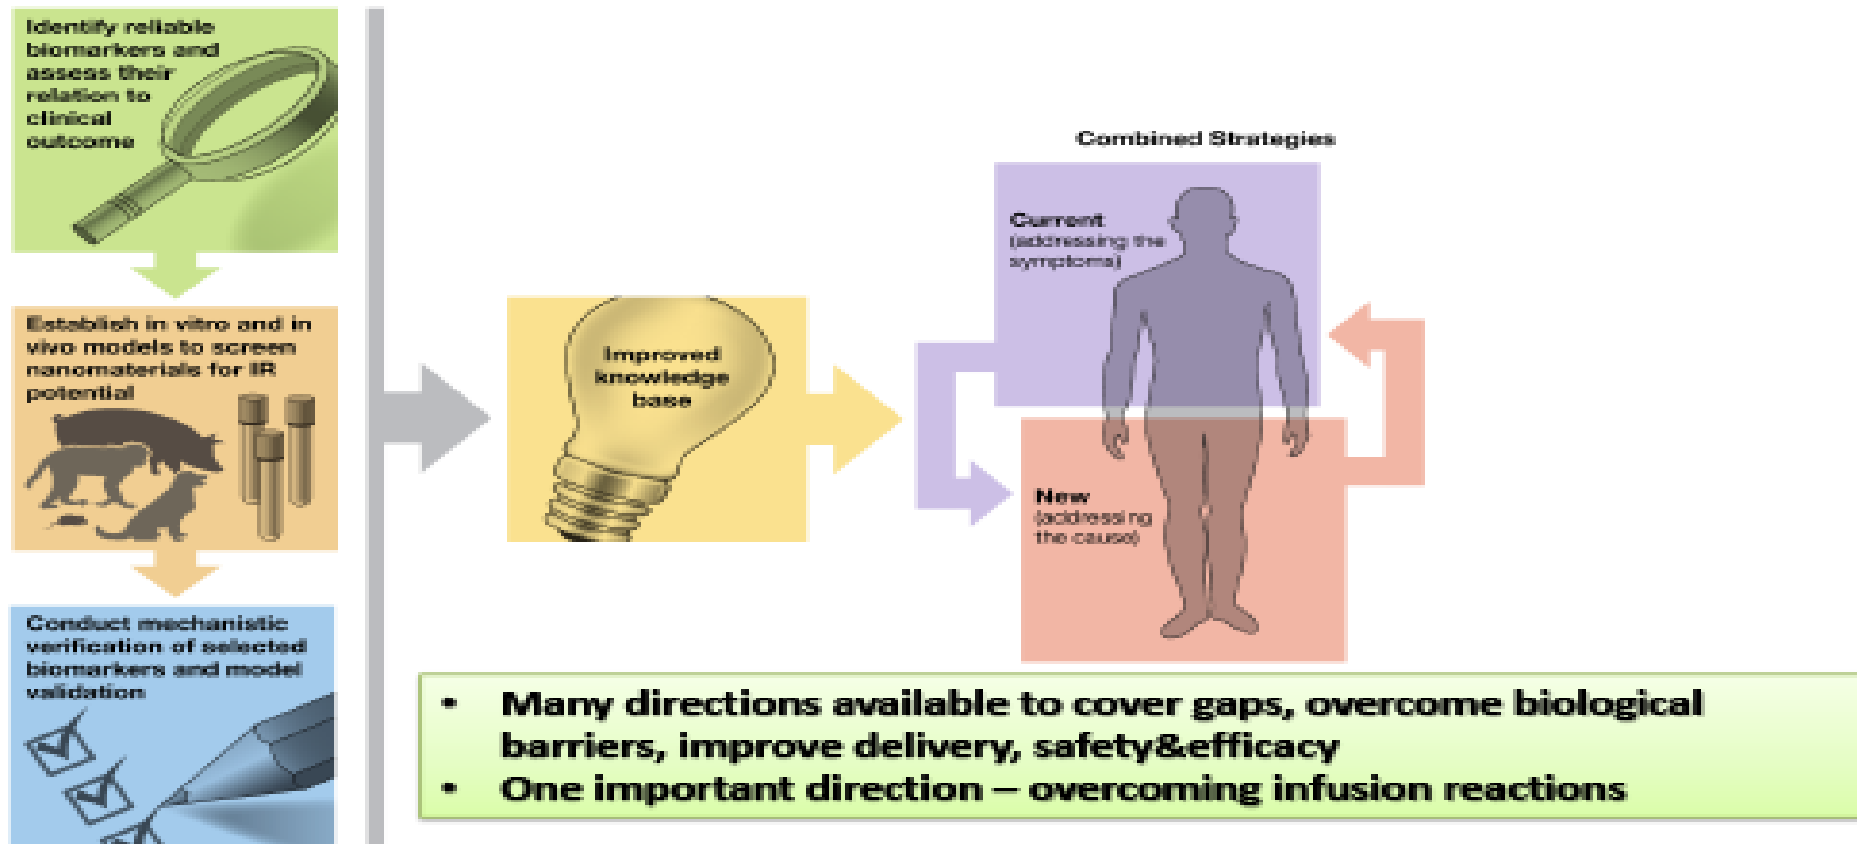 Identify reliable
biomarkers and
assess their
relation to
clinical
outcome
Establish in vitro and in
vivo models to screen
nanomaterials for IR
potential
Conduct mechanistic
verification of selected
biomarkers and model
validation
Improved
knowledge
base
Combined Strategies
Current
(addressing the
symptoms)
New
(addressing
the cause)
• Many directions available to cover gaps, overcome biological
barriers, improve delivery, safety&efficacy
• One important direction – overcoming infusion reactions